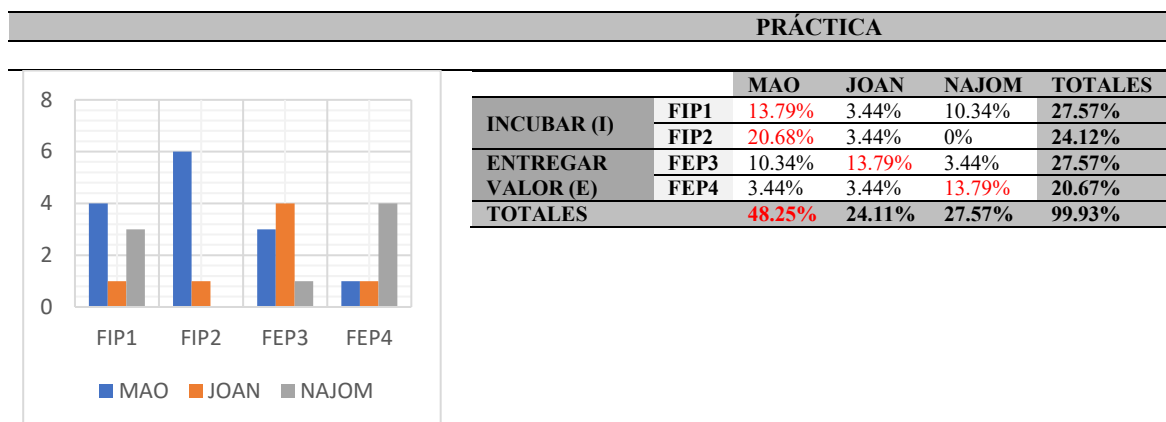 PRÁCTICA
8
6
4
2
0
FIP1 FIP2 FEP3 FEP4
MAO JOAN NAJOM
MAO JOAN NAJOM TOTALES
INCUBAR (I) FIP1 13.79% 3.44% 10.34% 27.57%
FIP2 20.68% 3.44% 0% 24.12%
ENTREGAR FEP3 10.34% 13.79% 3.44% 27.57%
VALOR (E) FEP4 3.44% 3.44% 13.79% 20.67%
TOTALES 48.25% 24.11% 27.57% 99.93%